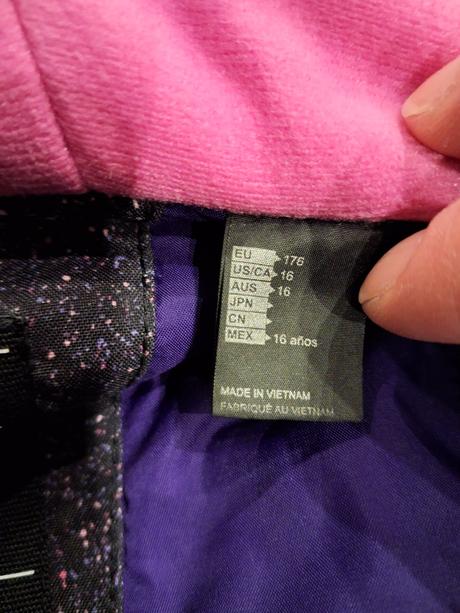 EU 176
US/CA 16
AUS 16
JPN
CN
MEX 16 años
MADE IN VIETNAM
FABRIQUÉ AU VIETNAM